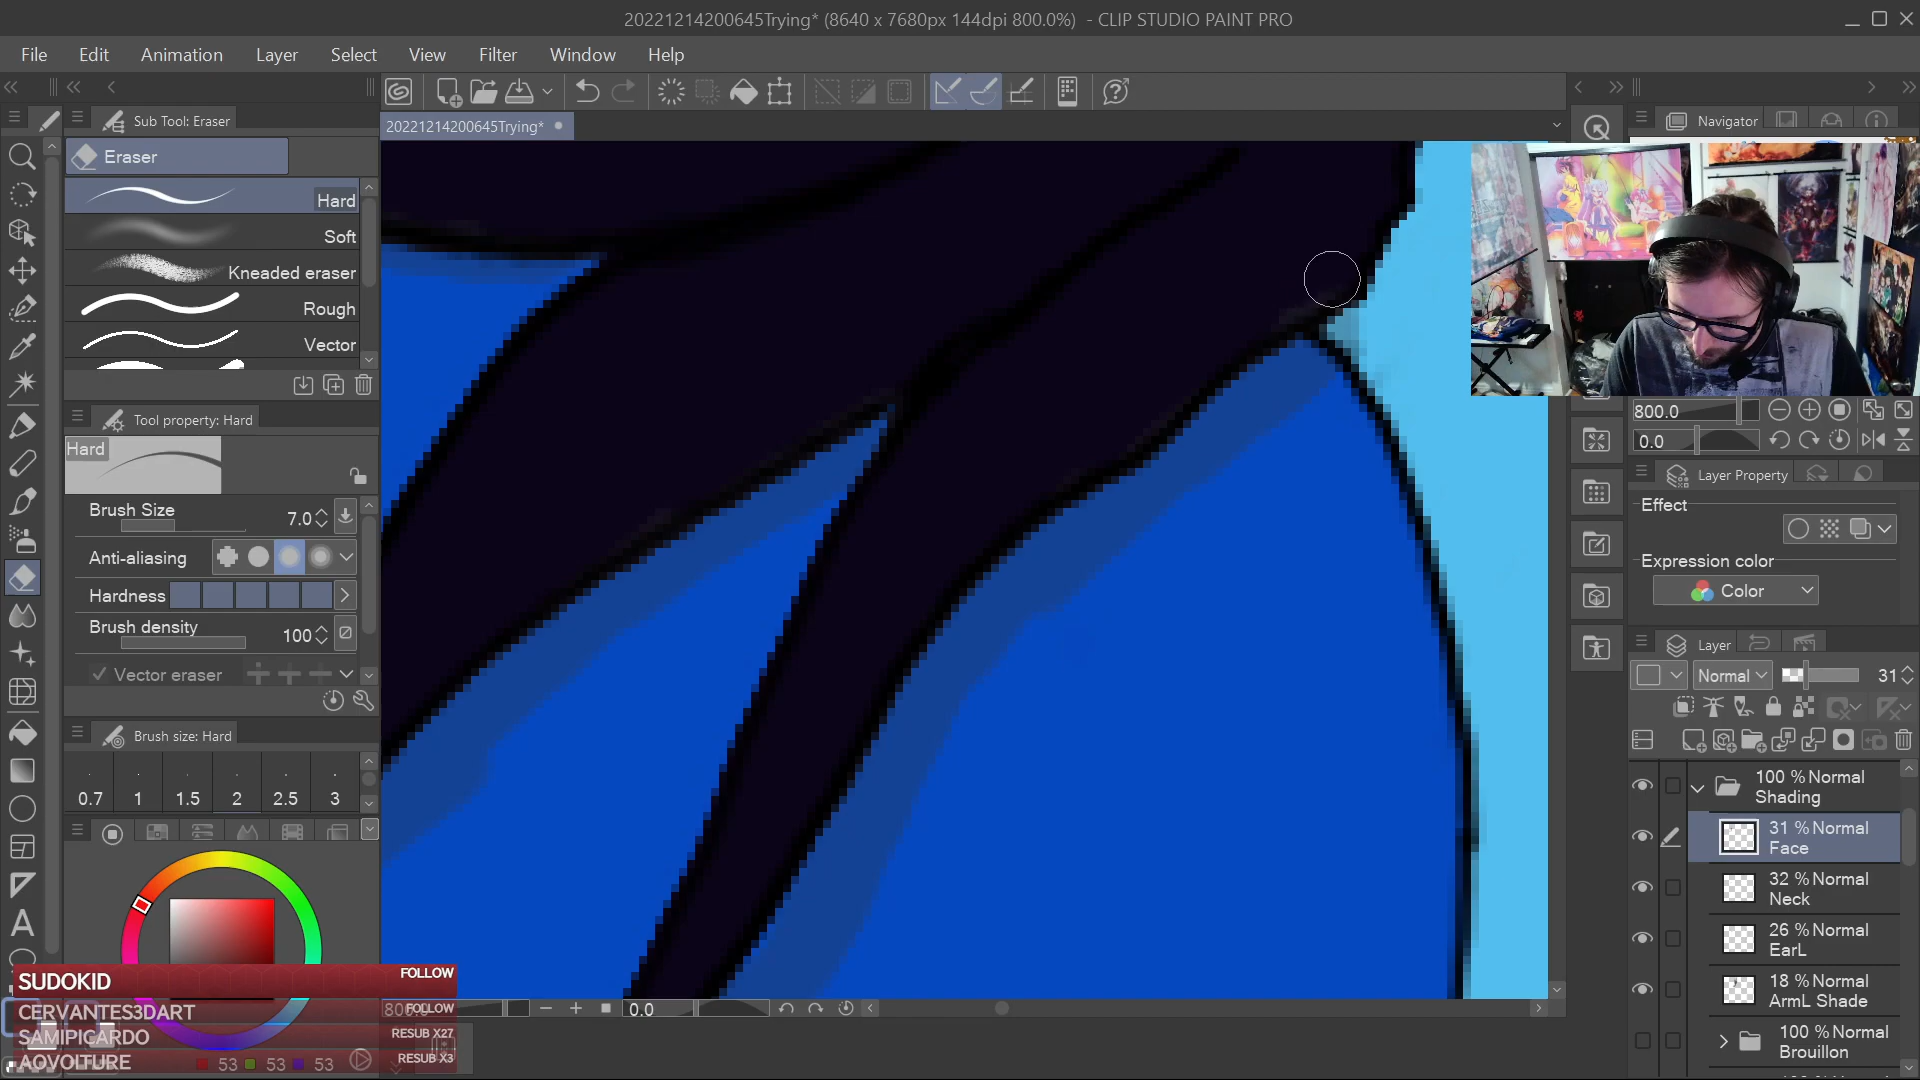 20221214200645Trying* (8640 x 7680px 144dpi 800.0%) - CLIP STUDIO PAINT PRO
File Edit Animation Layer Select View Filter Window Help
Sub Tool: Eraser
20221214200645Trying*
Navigator
Eraser
Hard
Soft
Kneaded eraser
Rough
Vector
Tool property: Hard
Hard
Brush Size 7.0
Anti-aliasing
Hardness
Brush density 100
Vector eraser
Brush size: Hard
0.7 1 1.5 2 2.5 3
800.0
0.0
Layer Property
Effect
Expression color
Color
Layer
Normal 31
100 %Normal
Shading
31 %Normal
Face
32 %Normal
Neck
26 %Normal
EarL
18 %Normal
ArmL Shade
100 %Normal
Brouillon
SUDOKID FOLLOW
CERVANTES3DART FOLLOW
SAMIPICARDO RESUB X27
AOVOLTURE RESUB X3
0.0
53 53 53